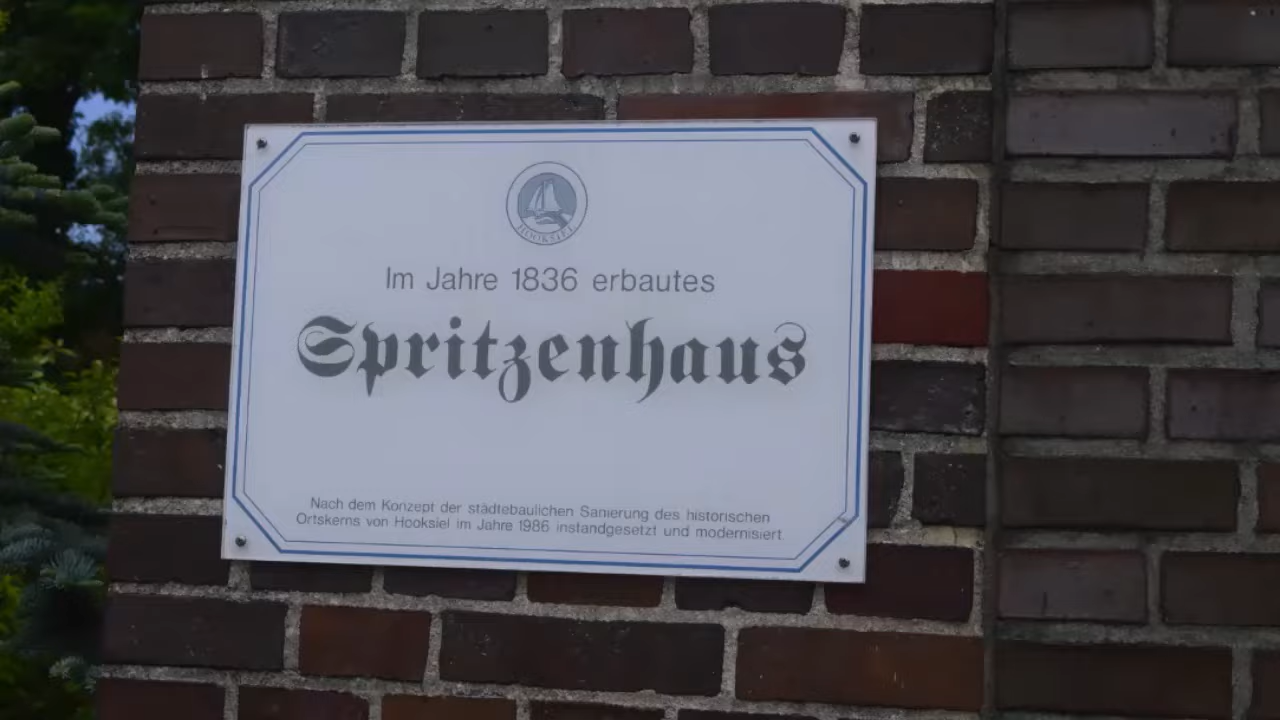 HOOKSIEL
Im Jahre 1836 erbautes
Spritzenhaus
Nach dem Konzept der städtebaulichen Sanierung des historischen
Ortskerns von Hooksiel im Jahre 1986 instandgesetzt und modernisiert.